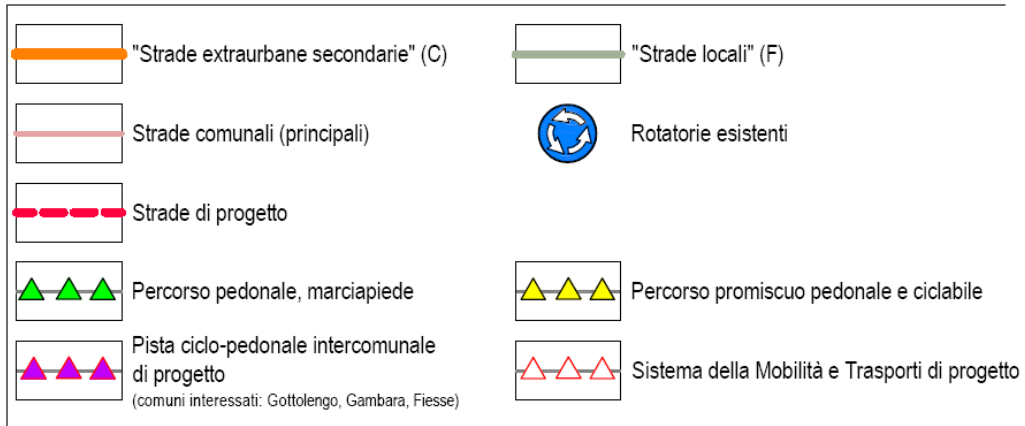 "Strade extraurbane secondarie" (C)
"Strade locali" (F)
Strade comunali (principali)
Rotatorie esistenti
Strade di progetto
Percorso pedonale, marciapiede
Percorso promiscuo pedonale e ciclabile
Pista ciclo-pedonale intercomunale
di progetto
(comuni interessati: Gottolengo, Gambara, Fiesse)
Sistema della Mobilità e Trasporti di progetto